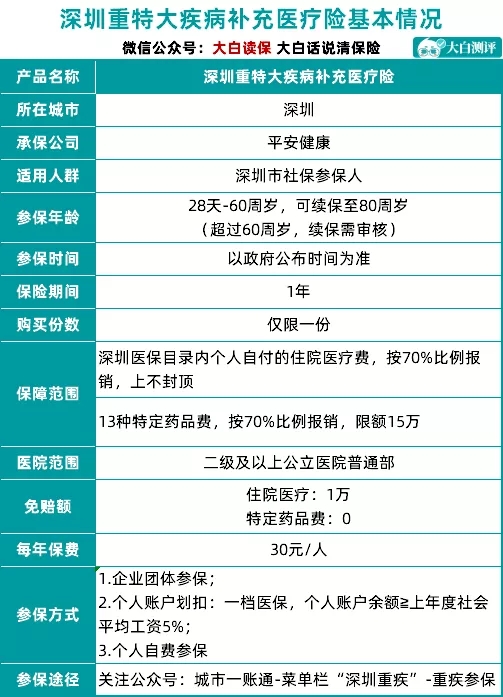 深圳重特大疾病补充医疗险基本情况
微信公众号：大白读保 大白话说清保险
大白测评
产品名称 深圳重特大疾病补充医疗险
所在城市 深圳
承保公司 平安健康
适用人群 深圳市社保参保人
参保年龄 28天-60周岁，可续保至80周岁
（超过60周岁，续保需审核）
参保时间 以政府公布时间为准
保险期间 1年
购买份数 仅限一份
保障范围
深圳医保目录内个人自付的住院医疗费，按70%比例报
销，上不封顶
13种特定药品费，按70%比例报销，限额15万
医院范围 二级及以上公立医院普通部
免赔额
住院医疗：1万
特定药品费：0
每年保费 30元/人
参保方式
1.企业团体参保；
2.个人账户划扣：一档医保，个人账户余额≧上年度社会
平均工资5%；
3.个人自费参保
参保途径 关注公众号：城市一账通-菜单栏“深圳重疾”-重疾参保